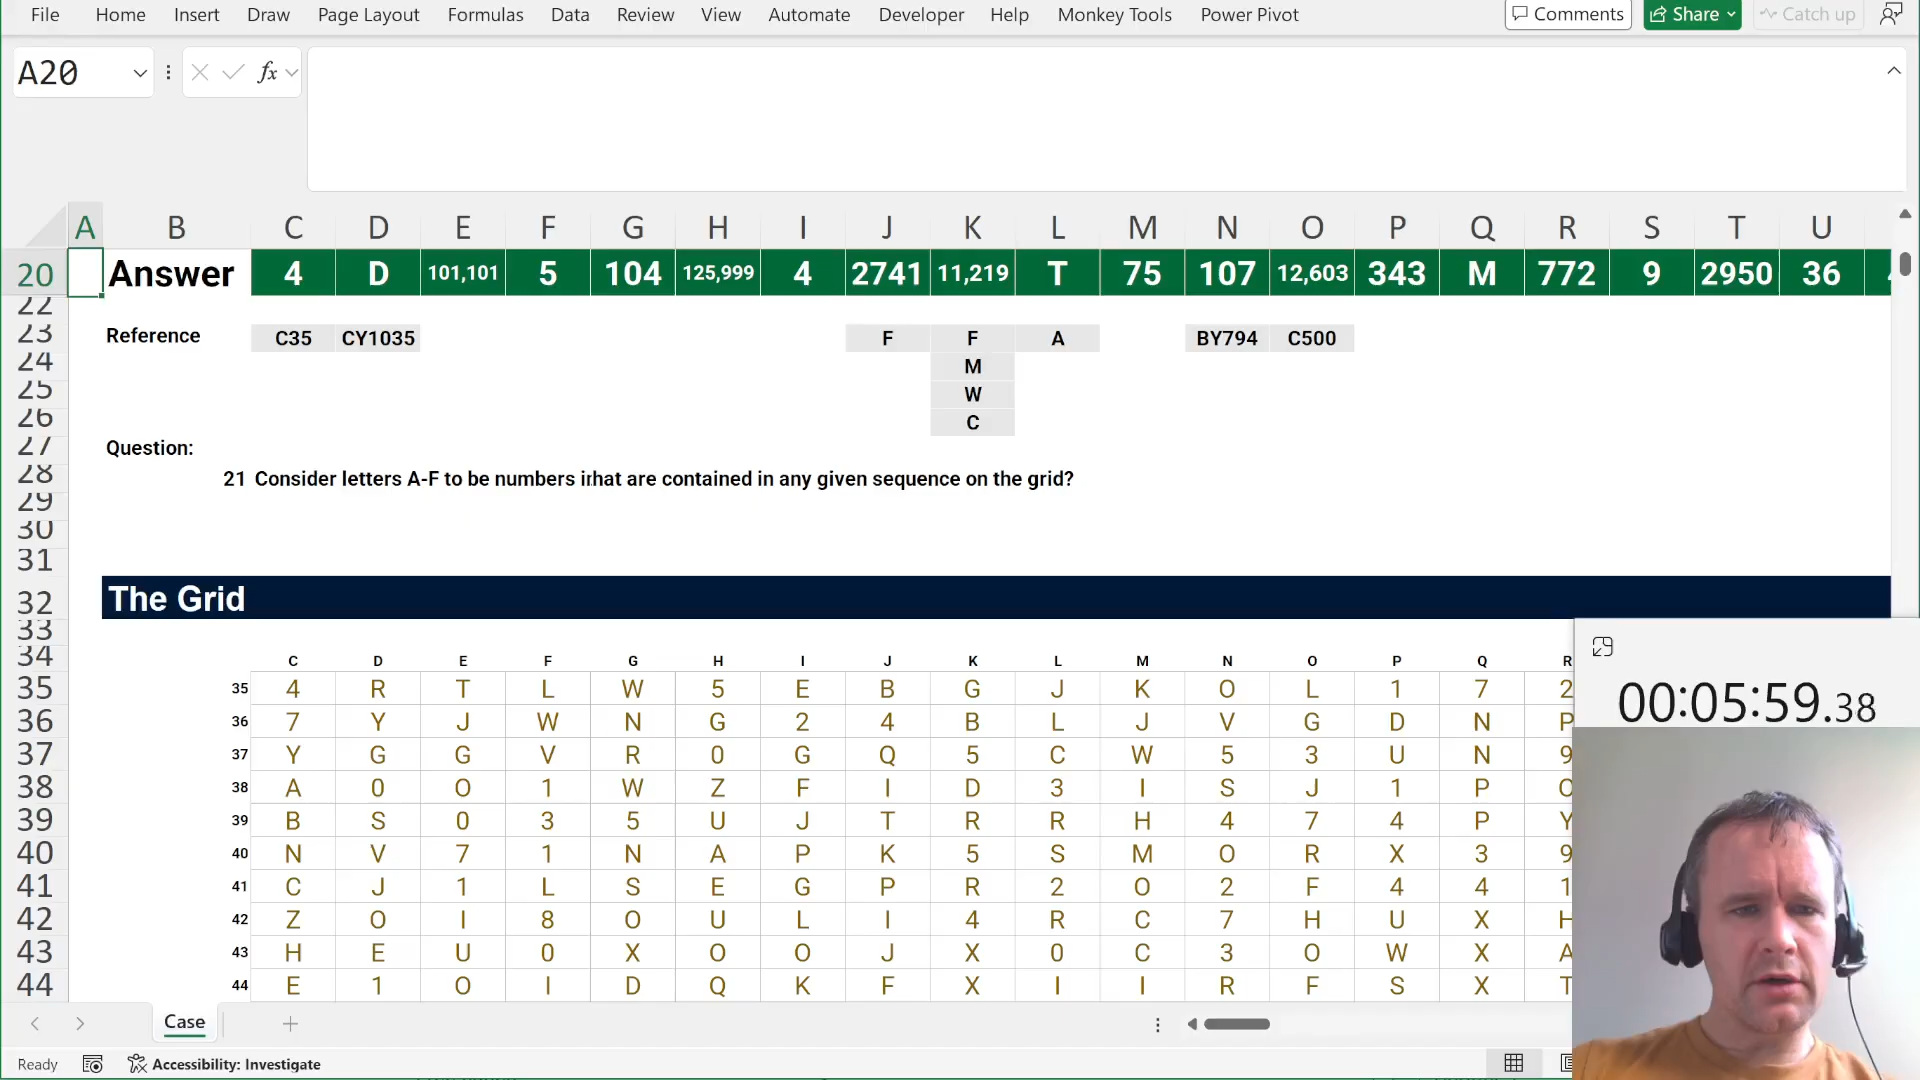 File Home Insert Draw Page Layout Formulas Data Review View Automate Developer Help Monkey Tools Power Pivot Comments Share Catch up
A20 fx
A B C D E F G H I J K L M N O P Q R S T U
20 Answer 4 D 101,101 5 104 125,999 4 2741 11,219 T 75 107 12,603 343 M 772 9 2950 36
22
23 Reference C35 CY1035 F F A BY794 C500
24 M
25 W
26 C
27 Question:
28 21 Consider letters A-F to be numbers in
hat are contained in any given sequence on the grid?
29
30
31
32 The Grid
33
34 C D E F G H I J K L M N O P Q R
35 35 4 R T L W 5 E B G J K O L 1 7 2
36 36 7 Y J W N G 2 4 B L J V G D N P
37 37 Y G G V R 0 G Q 5 C W 5 3 U N 9
38 38 A 0 O 1 W Z F I D 3 I S J 1 P
39 39 B S 0 3 5 U J T R R H 4 7 4 P Y
40 40 N V 7 1 N A P K 5 S M O R X 3 9
41 41 C J 1 L S E G P R 2 O 2 F 4 4 1
42 42 Z O I 8 O U L I 4 R C 7 H U X H
43 43 H E U 0 X O O J X 0 C 3 O W X A
44 44 E 1 O I D Q K F X I I R F S X T
00:05:59.38
Case
Ready Accessibility: Investigate